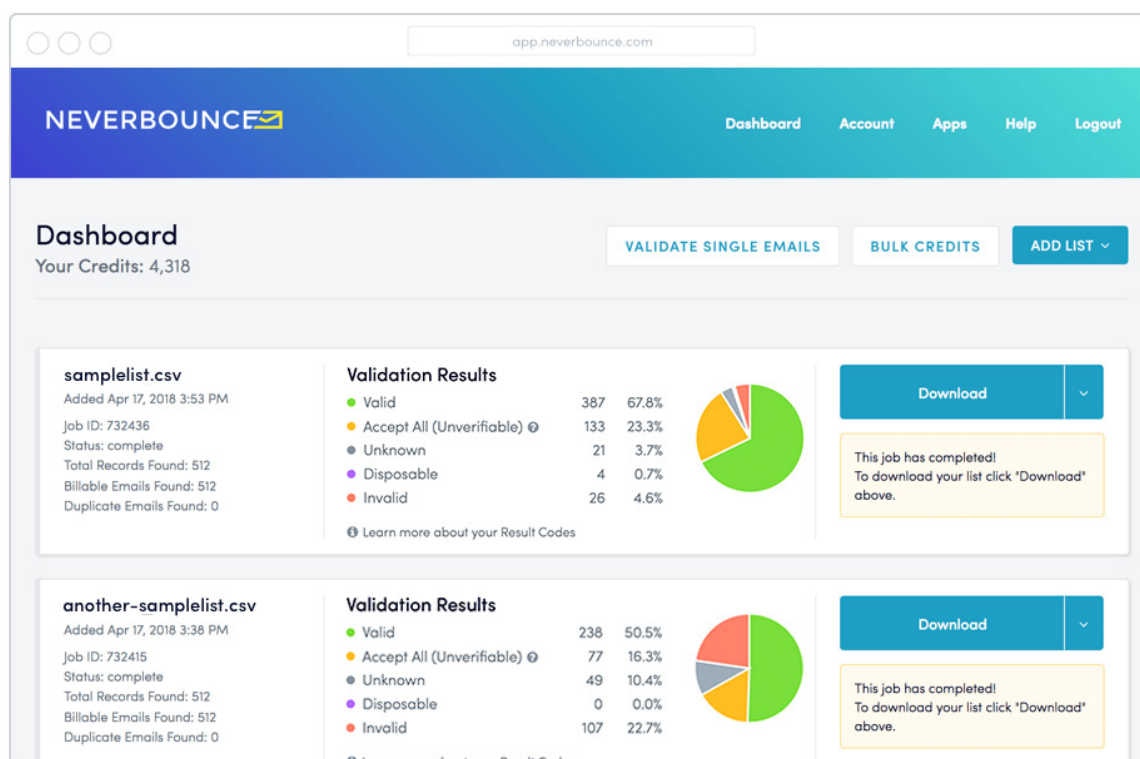 app.neverbounce.com
NEVERBOUNCE
Dashboard Account Apps Help Logout
Dashboard
Your Credits: 4,318
VALIDATE SINGLE EMAILS BULK CREDITS ADD LIST
samplelist.csv
Added Apr 17, 2018 3:53 PM
Job ID: 732436
Status: complete
Total Records Found: 512
Billable Emails Found: 512
Duplicate Emails Found: 0
Validation Results
Valid 387 67.8%
Accept All (Unverifiable) ? 133 23.3%
Unknown 21 3.7%
Disposable 4 0.7%
Invalid 26 4.6%
Learn more about your Result Codes
Download
This job has completed!
To download your list click "Download"
above.
another-samplelist.csv
Added Apr 17, 2018 3:38 PM
Job ID: 732415
Status: complete
Total Records Found: 512
Billable Emails Found: 512
Duplicate Emails Found: 0
Validation Results
Valid 238 50.5%
Accept All (Unverifiable) ? 77 16.3%
Unknown 49 10.4%
Disposable 0 0.0%
Invalid 107 22.7%
Download
This job has completed!
To download your list click "Download"
above.